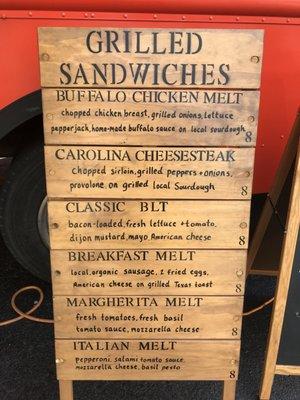 GRILLED
SANDWICHES
BUFFALO CHICKEN MELT
chopped chicken breast, grilled onions, lettuce
pepperjack, home-made buffalo sauce on local sourdough
8
CAROLINA CHEESESTEAK
chopped sirloin, grilled peppers + onions,
provolone, on grilled local Sourdough
8
CLASSIC BLT
bacon-loaded, fresh lettuce + tomato,
dijon mustard, mayo, American cheese
8
BREAKFAST MELT
local, organic sausage, 2 fried eggs,
American cheese on grilled Texas toast
8
MARGHERITA MELT
fresh tomatoes, fresh basil
tomato sauce, mozzarella cheese
8
ITALIAN MELT
pepperoni, salami tomato sauce,
mozzarella cheese, basil pesto
8